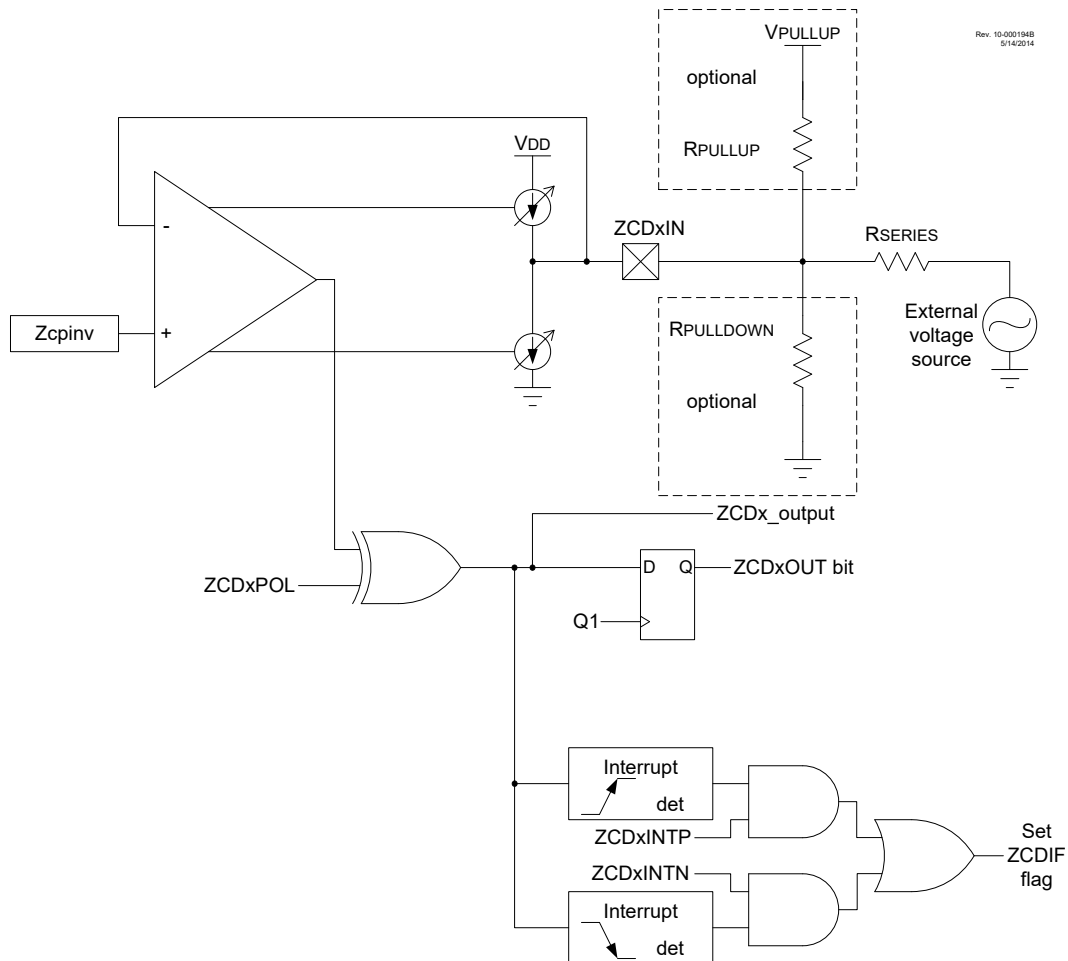 Rev. 10-000194B
5/14/2014
VPULLUP
optional
RPULLUP
VDD
ZCDxIN
RSERIES
-
Zcpinv
+
RPULLDOWN
External
voltage
source
optional
ZCDx_output
D Q
ZCDxOUT bit
ZCDxPOL
Q1
Interrupt
det
ZCDxINTP
Set
ZCDIF
flag
ZCDxINTN
Interrupt
det